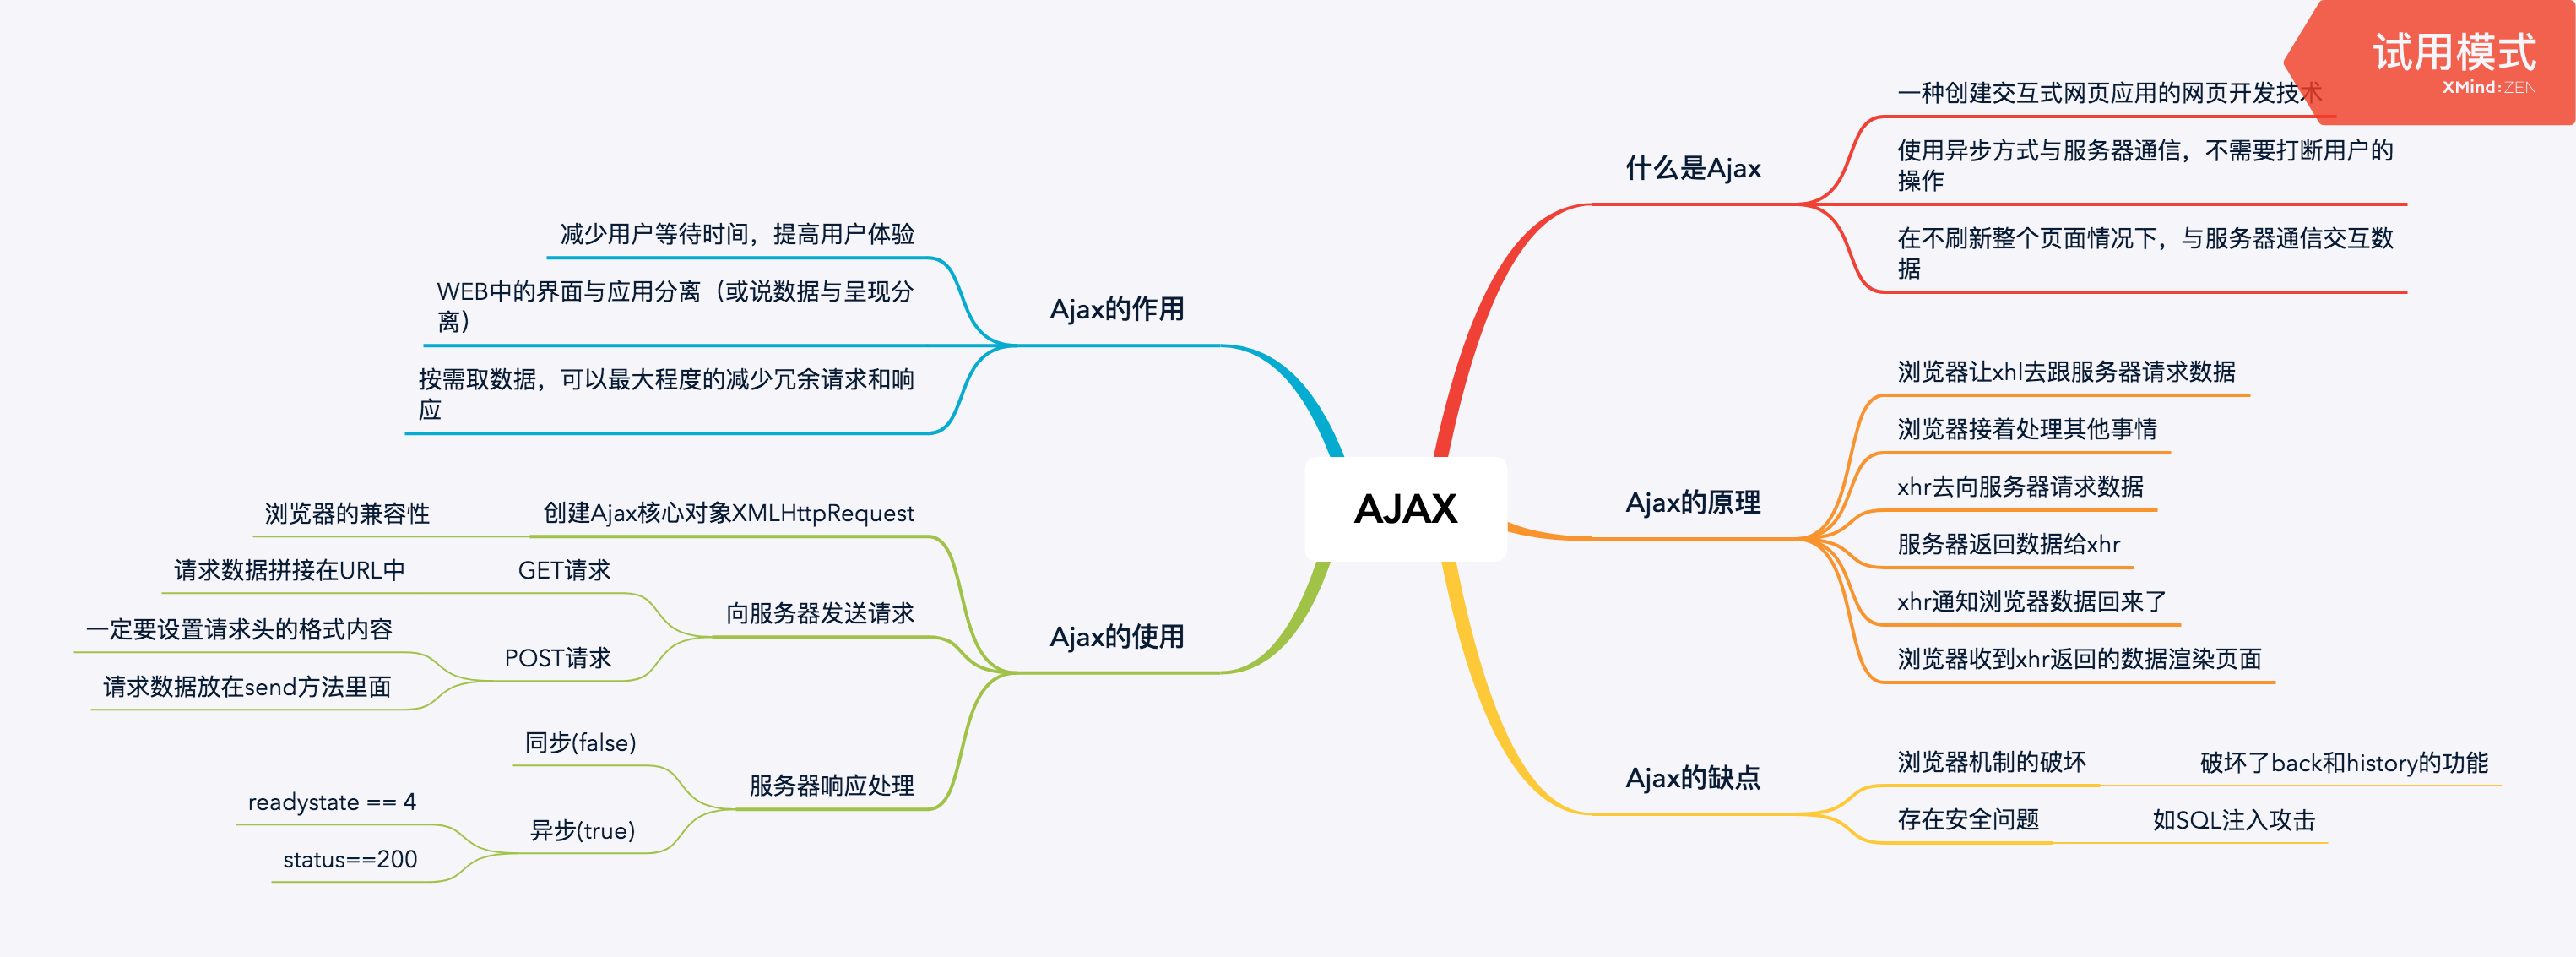 试用模式
XMind:ZEN
AJAX
什么是Ajax
一种创建交互式网页应用的网页开发技术
使用异步方式与服务器通信，不需要打断用户的
操作
在不刷新整个页面情况下，与服务器通信交互数
据
Ajax的原理
浏览器让xhl去跟服务器请求数据
浏览器接着处理其他事情
xhr去向服务器请求数据
服务器返回数据给xhr
xhr通知浏览器数据回来了
浏览器收到xhr返回的数据渲染页面
Ajax的缺点
浏览器机制的破坏
破坏了back和history的功能
存在安全问题
如SQL注入攻击
Ajax的作用
减少用户等待时间，提高用户体验
WEB中的界面与应用分离（或说数据与呈现分
离）
按需取数据，可以最大程度的减少冗余请求和响
应
Ajax的使用
创建Ajax核心对象XMLHttpRequest
浏览器的兼容性
向服务器发送请求
GET请求
请求数据拼接在URL中
POST请求
一定要设置请求头的格式内容
请求数据放在send方法里面
服务器响应处理
同步(false)
异步(true)
readystate == 4
status==200